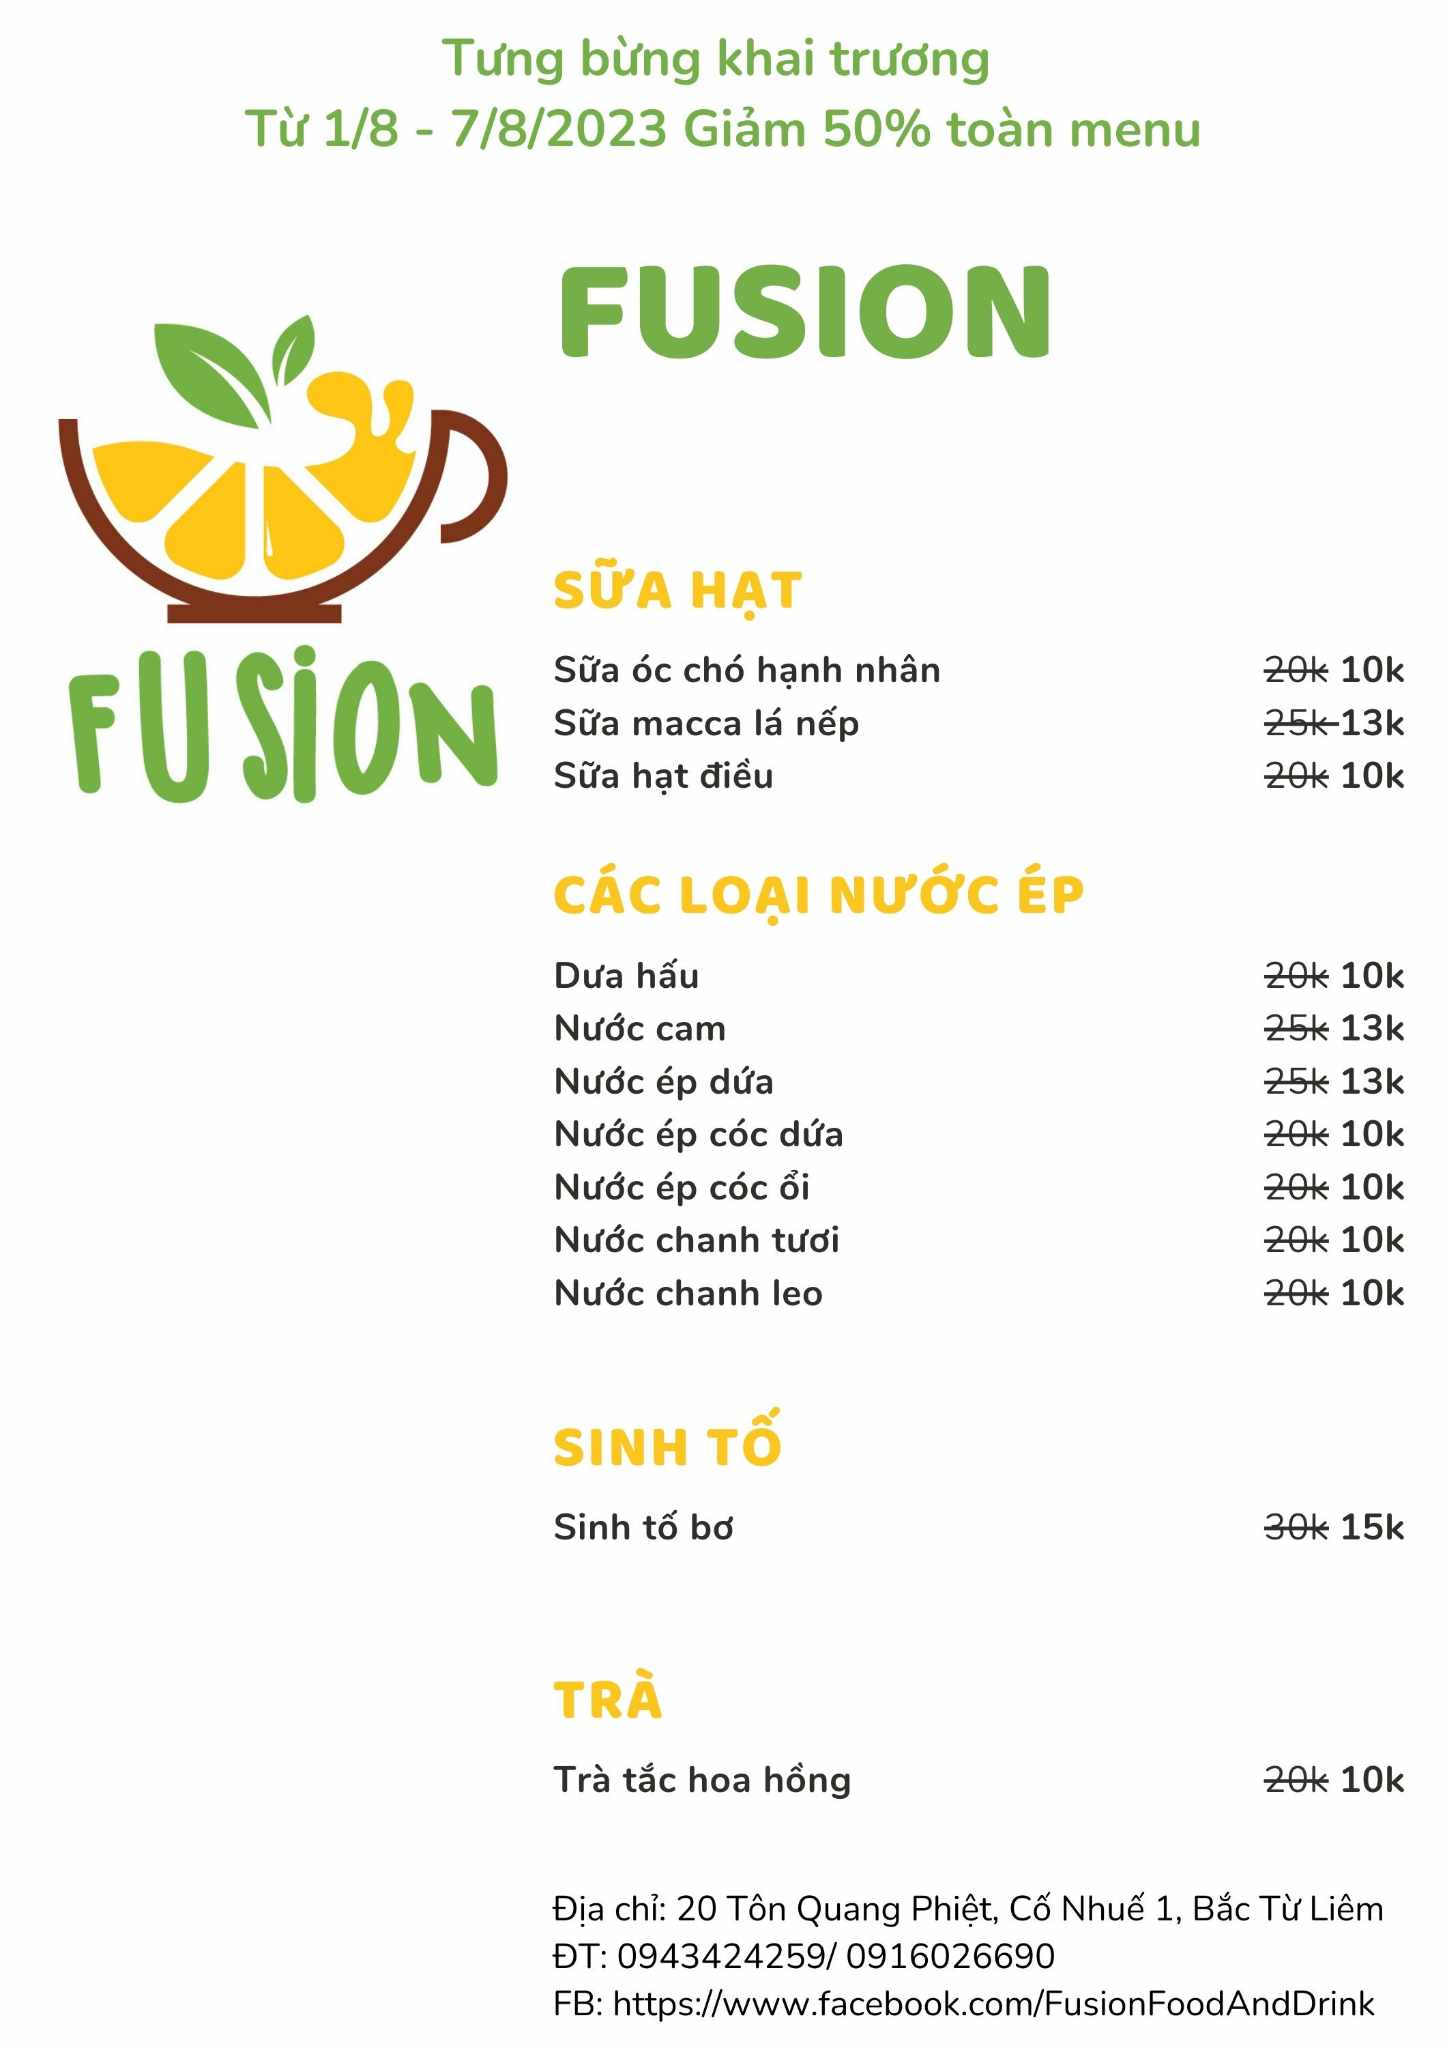 Tưng bừng khai trương
Từ 1/8 - 7/8/2023 Giảm 50% toàn menu
FUSION
FUSION
SỮA HẠT
Sữa óc chó hạnh nhân 20k 10k
Sữa macca lá nếp 25k 13k
Sữa hạt điều 20k 10k
CÁC LOẠI NƯỚC ÉP
Dưa hấu 20k 10k
Nước cam 25k 13k
Nước ép dứa 25k 13k
Nước ép cóc dứa 20k 10k
Nước ép cóc ổi 20k 10k
Nước chanh tươi 20k 10k
Nước chanh leo 20k 10k
SINH TỐ
Sinh tố bơ 30k 15k
TRÀ
Trà tắc hoa hồng 20k 10k
Địa chỉ: 20 Tôn Quang Phiệt, Cố Nhuế 1, Bắc Từ Liêm
ĐT: 0943424259/ 0916026690
FB: https://www.facebook.com/FusionFoodAndDrink